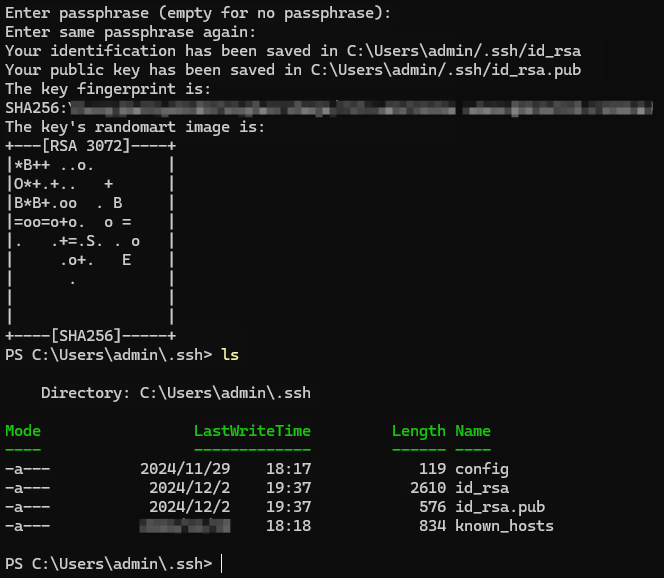 Enter passphrase (empty for no passphrase):
Enter same passphrase again:
Your identification has been saved in C:\Users\admin/.ssh/id_rsa
Your public key has been saved in C:\Users\admin/.ssh/id_rsa.pub
The key fingerprint is:
SHA256:
The key's randomart image is:
+---[RSA 3072]----+
|*B++ ..o.        |
|O*+.+..   +      |
|B*B+.oo  . B     |
|=oo=o+o.  o =    |
|.   .+=.S. . o   |
|     .o+.   E    |
|      .          |
|                 |
|                 |
+----[SHA256]-----+
PS C:\Users\admin\.ssh> ls
    Directory: C:\Users\admin\.ssh
Mode                 LastWriteTime         Length Name
----                 -------------         ------ ----
-a---          2024/11/29    18:17            119 config
-a---           2024/12/2    19:37           2610 id_rsa
-a---           2024/12/2    19:37            576 id_rsa.pub
-a---                        18:18            834 known_hosts
PS C:\Users\admin\.ssh>